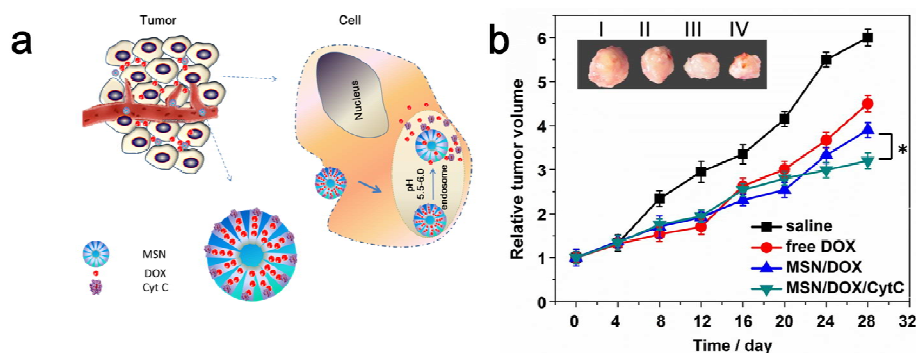 a
Tumor
Cell
Nucleus
pH
5.5-6.0
endosome
MSN
DOX
Cyt C
b
I II III IV
Relative tumor volume
6
5
4
3
2
1
0
*
saline
free DOX
MSN/DOX
MSN/DOX/CytC
0 4 8 12 16 20 24 28 32
Time / day